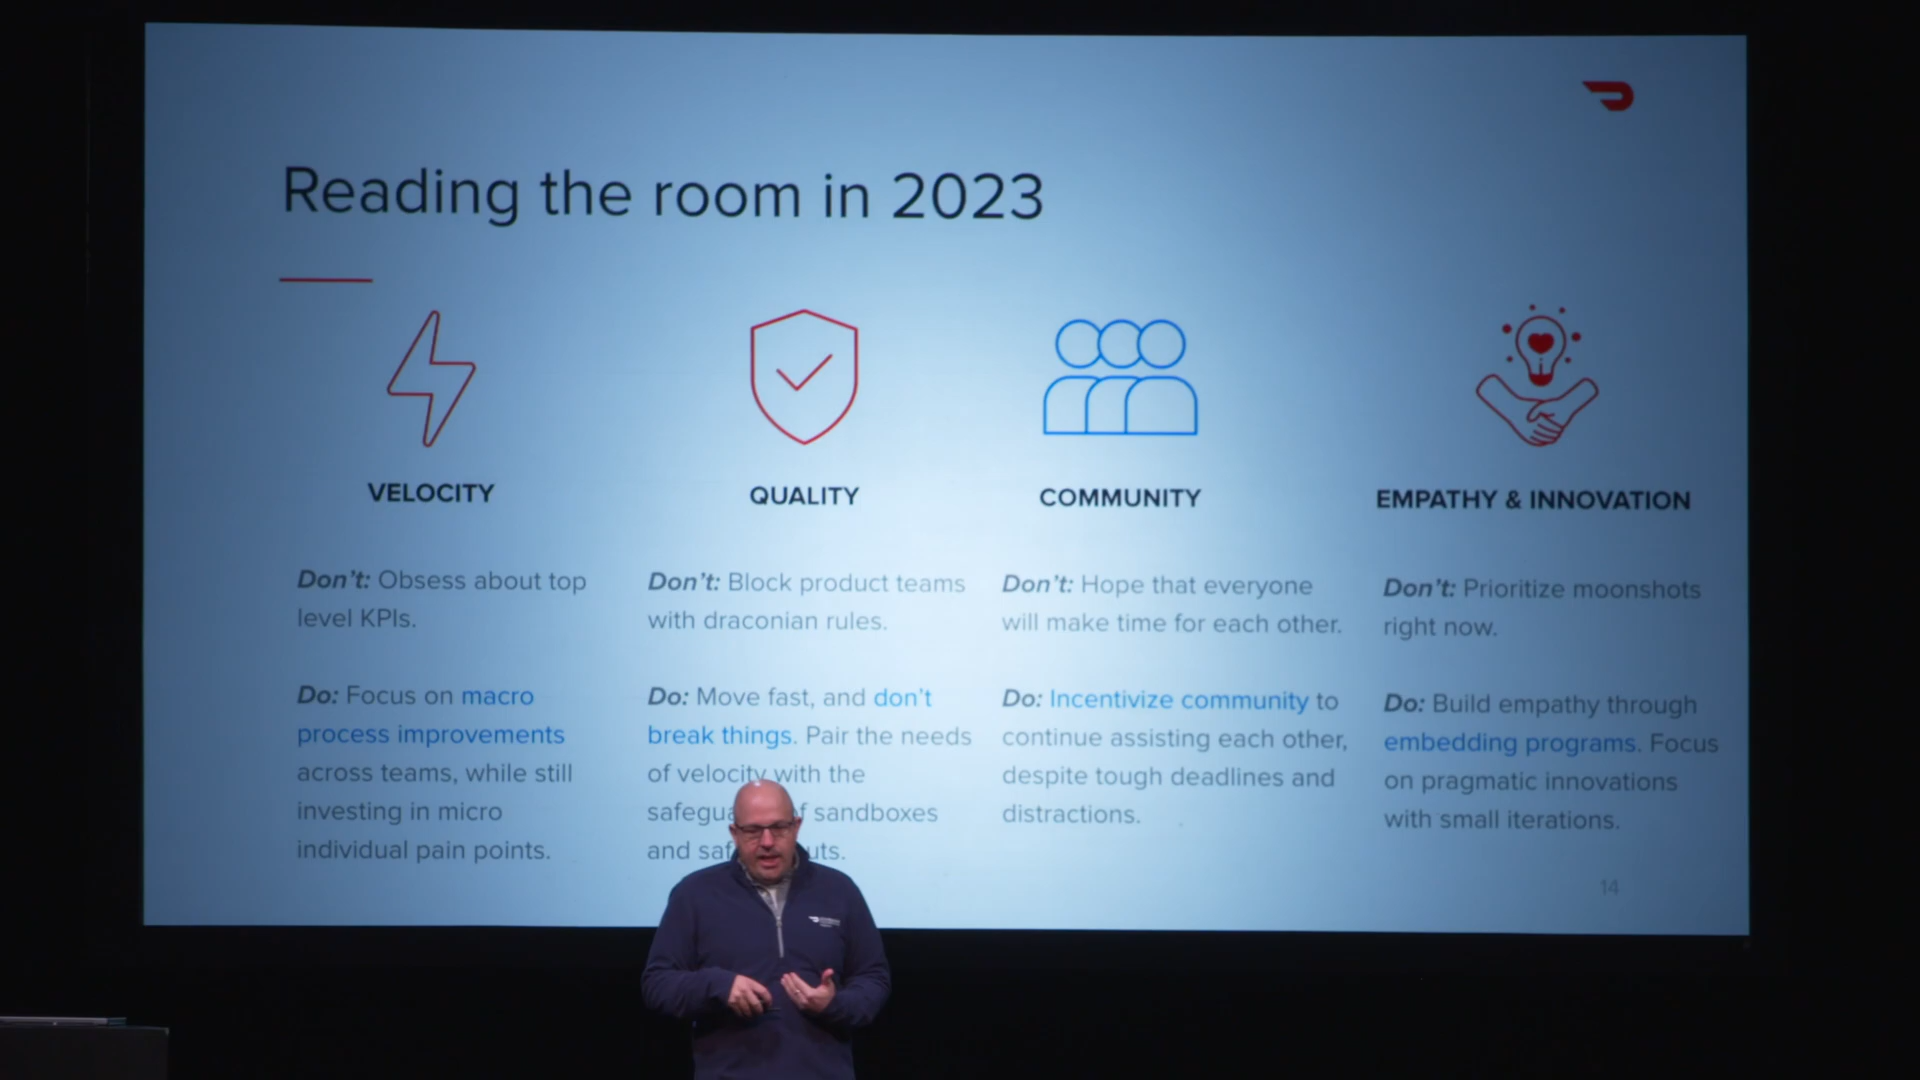 Reading the room in 2023
VELOCITY
Don't: Obsess about top
level KPIs.
Do: Focus on macro
process improvements
across teams, while still
investing in micro
individual pain points.
QUALITY
Don't: Block product teams
with draconian rules.
Do: Move fast, and don't
break things. Pair the needs
of velocity with the
sandboxes
and
COMMUNITY
Don't: Hope that everyone
will make time for each other.
Do: Incentivize community to
continue assisting each other,
despite tough deadlines and
distractions.
EMPATHY & INNOVATION
Don't: Prioritize moonshots
right now.
Do: Build empathy through
embedding programs. Focus
on pragmatic innovations
with small iterations.
14